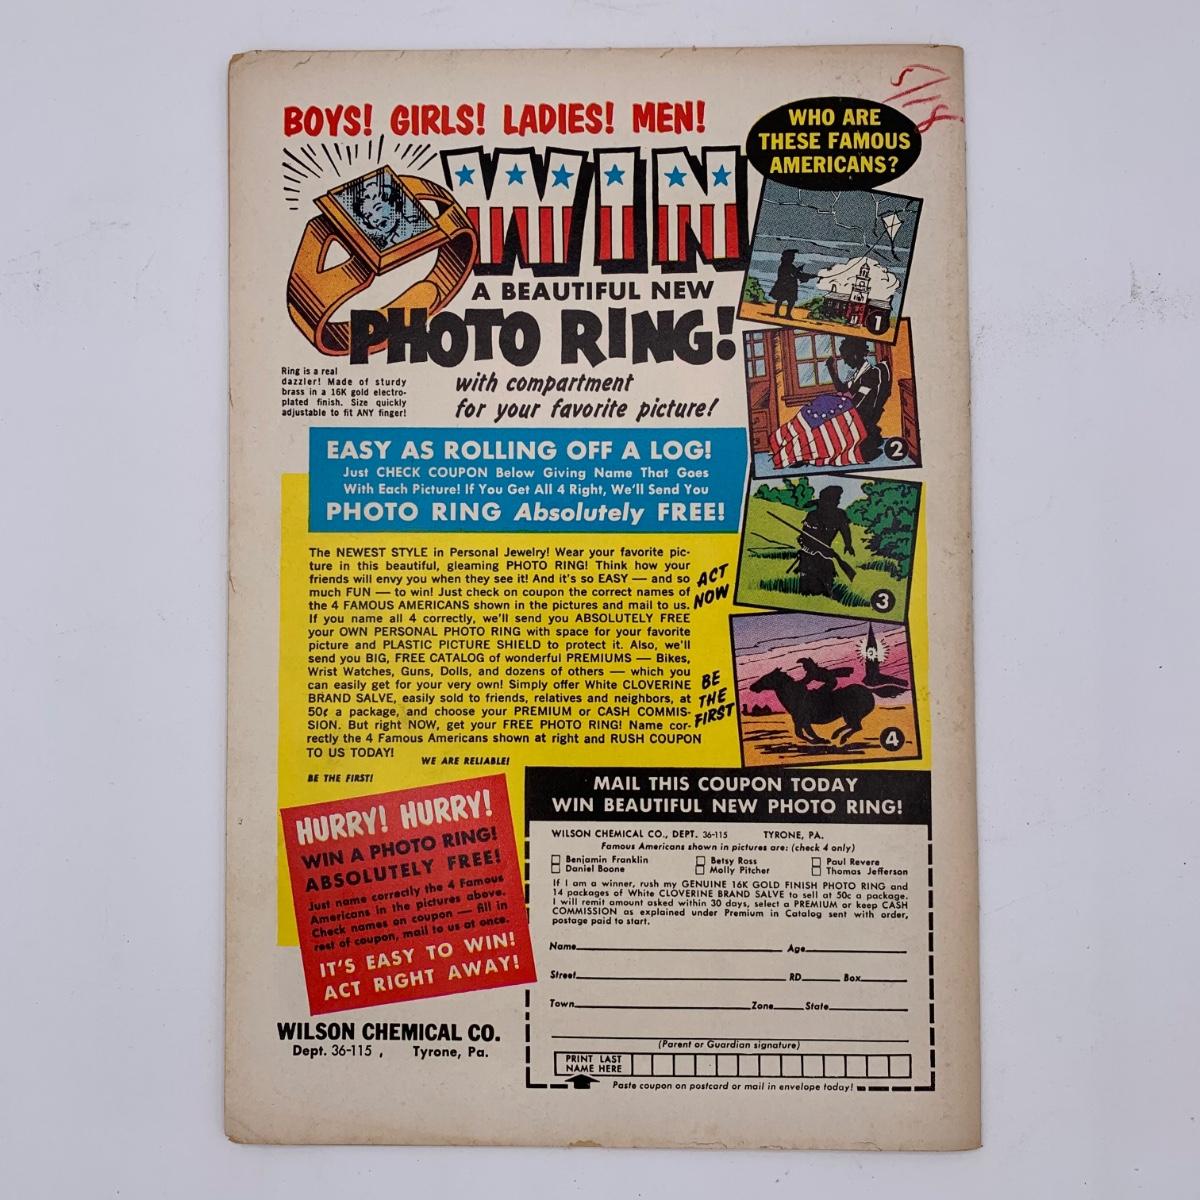 5/18
BOYS! GIRLS! LADIES! MEN!
WIN
A BEAUTIFUL NEW
PHOTO RING!
with compartment
for your favorite picture!
Ring is a real
dazzler! Made of sturdy
brass in a 16K gold electro-
plated finish. Size quickly
adjustable to fit ANY finger!
WHO ARE
THESE FAMOUS
AMERICANS?
1
2
3
4
EASY AS ROLLING OFF A LOG!
Just CHECK COUPON Below Giving Name That Goes
With Each Picture! If You Get All 4 Right, We'll Send You
PHOTO RING Absolutely FREE!
The NEWEST STYLE in Personal Jewelry! Wear your favorite pic-
ture in this beautiful, gleaming PHOTO RING! Think how your
friends will envy you when they see it! And it's so EASY — and so
much FUN — to win! Just check on coupon the correct names of
the 4 FAMOUS AMERICANS shown in the pictures and mail to us.
If you name all 4 correctly, we'll send you ABSOLUTELY FREE
your OWN PERSONAL PHOTO RING with space for your favorite
picture and PLASTIC PICTURE SHIELD to protect it. Also, we'll
send you BIG, FREE CATALOG of wonderful PREMIUMS — Bikes,
Wrist Watches, Guns, Dolls, and dozens of others — which you
can easily get for your very own! Simply offer White CLOVERINE
BRAND SALVE, easily sold to friends, relatives and neighbors, at
50¢ a package, and choose your PREMIUM or CASH COMMIS-
SION. But right NOW, get your FREE PHOTO RING! Name cor-
rectly the 4 Famous Americans shown at right and RUSH COUPON
TO US TODAY!
WE ARE RELIABLE!
BE THE FIRST!
ACT
NOW
BE
THE
FIRST
HURRY! HURRY!
WIN A PHOTO RING!
ABSOLUTELY FREE!
Just name correctly the 4 Famous
Americans in the pictures above.
Check names on coupon — fill in
rest of coupon, mail to us at once.
IT'S EASY TO WIN!
ACT RIGHT AWAY!
WILSON CHEMICAL CO.
Dept. 36-115 , Tyrone, Pa.
MAIL THIS COUPON TODAY
WIN BEAUTIFUL NEW PHOTO RING!
WILSON CHEMICAL CO., DEPT. 36-115 TYRONE, PA.
Famous Americans shown in pictures are: (check 4 only)
Benjamin Franklin Betsy Ross Paul Revere
Daniel Boone Molly Pitcher Thomas Jefferson
If I am a winner, rush my GENUINE 16K GOLD FINISH PHOTO RING and
14 packages of White CLOVERINE BRAND SALVE to sell at 50c a package.
I will remit amount asked within 30 days, select a PREMIUM or keep CASH
COMMISSION as explained under Premium in Catalog sent with order,
postage paid to start.
Name Age
Street RD Box
Town Zone State
(Parent or Guardian signature)
PRINT LAST
NAME HERE
Paste coupon on postcard or mail in envelope today!